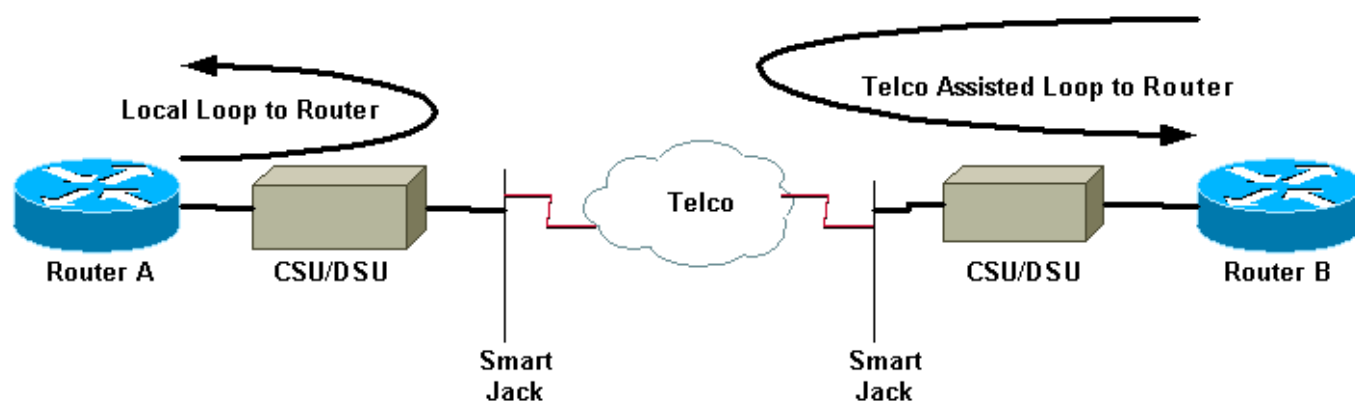 Local Loop to Router
Telco Assisted Loop to Router
Telco
Router A
CSU/DSU
CSU/DSU
Router B
Smart
Jack
Smart
Jack